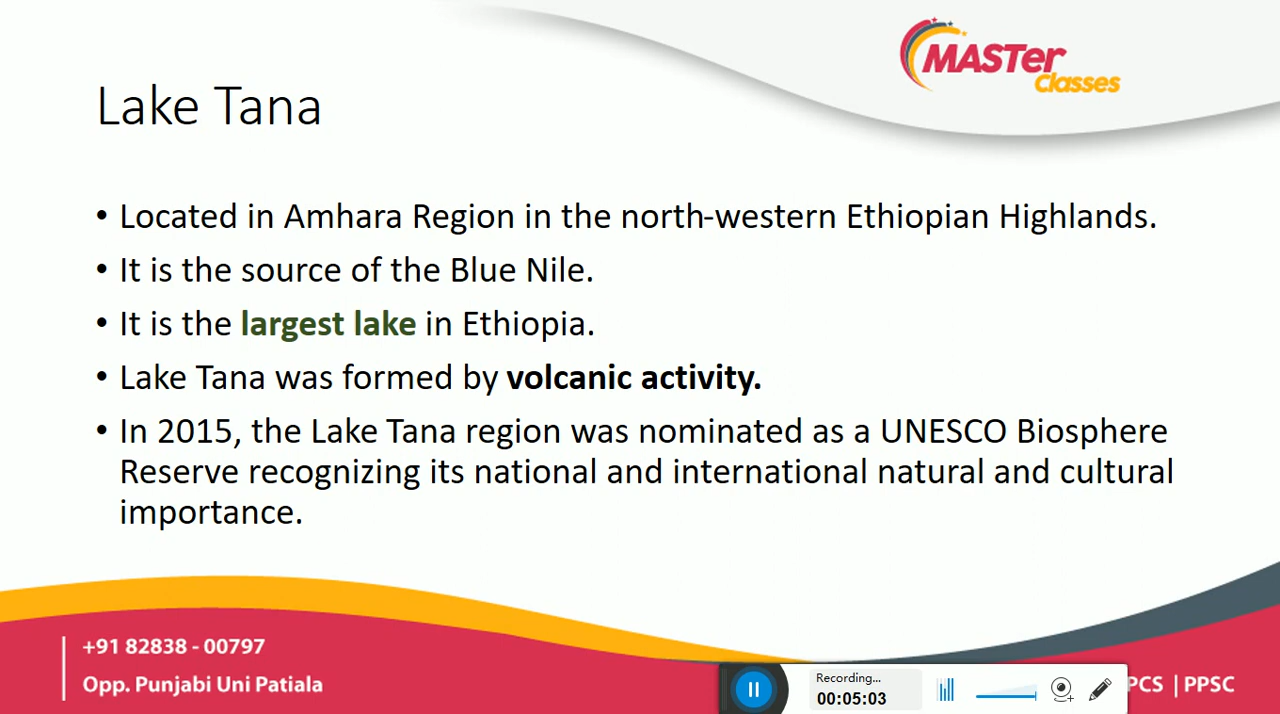 MASTer
Classes
Lake Tana
• Located in Amhara Region in the north-western Ethiopian Highlands.
• It is the source of the Blue Nile.
• It is the largest lake in Ethiopia.
• Lake Tana was formed by volcanic activity.
• In 2015, the Lake Tana region was nominated as a UNESCO Biosphere
Reserve recognizing its national and international natural and cultural
importance.
+91 82838 - 00797
Opp. Punjabi Uni Patiala
Recording...
00:05:03
PCS | PPSC